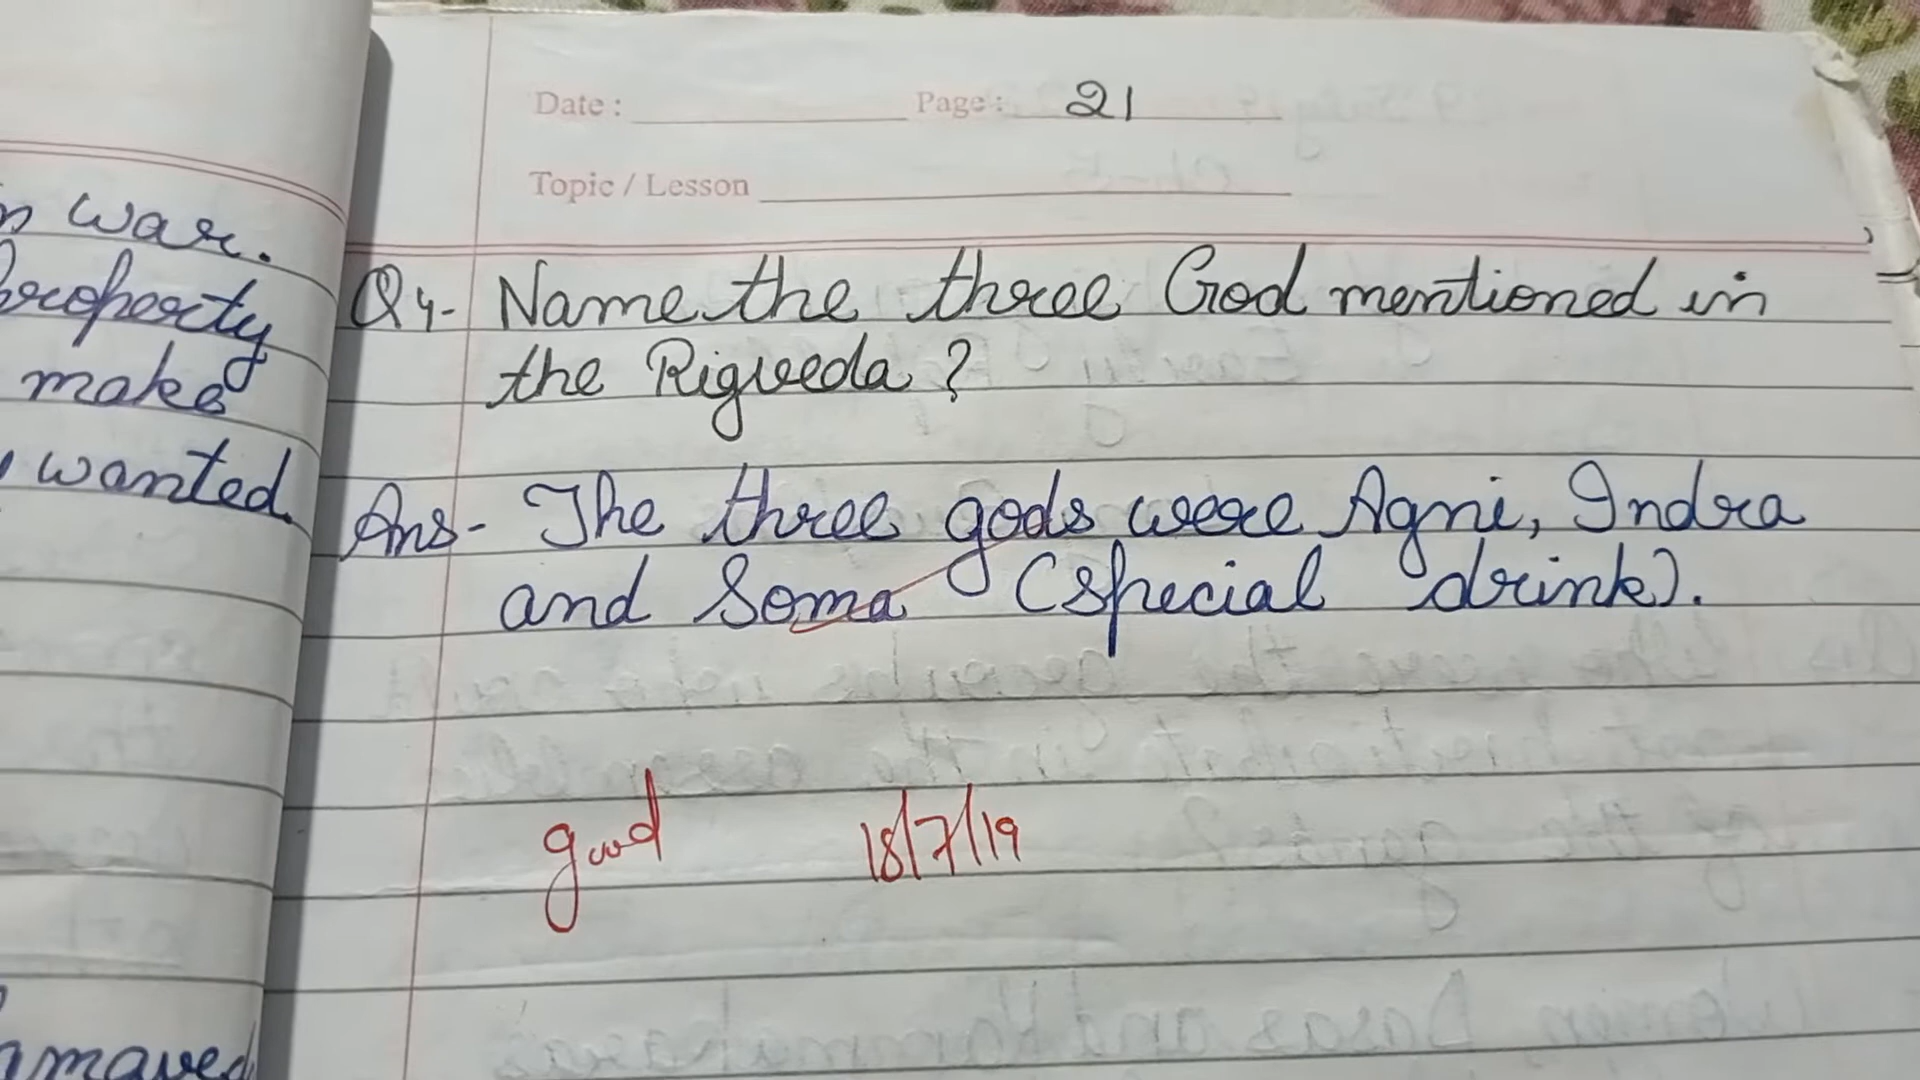 war.
property
makes
wanted.
Date : Page : 21
Topic / Lesson
Q4- Name the three God mentioned in
the Rigveda ?
Ans- The three gods were Agni, Indra
and Soma (special drink).
good 18/7/19